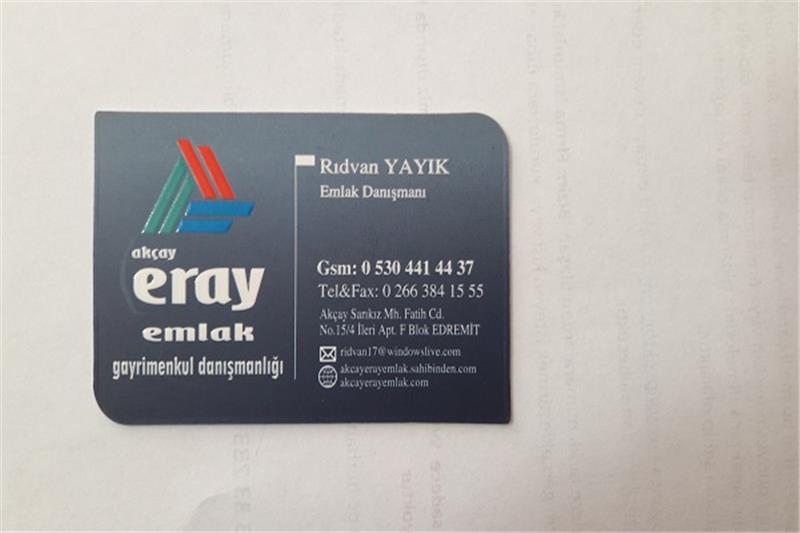 akçay
eray
emlak
gayrimenkul danışmanlığı
Rıdvan YAYIK
Emlak Danışmanı
Gsm: 0 530 441 44 37
Tel&Fax: 0 266 384 15 55
Akçay Sarıkız Mh. Fatih Cd.
No.15/4 İleri Apt. F Blok EDREMİT
ridvan17@windowslive.com
akcayerayemlak.sahibinden.com
akcayerayemlak.com